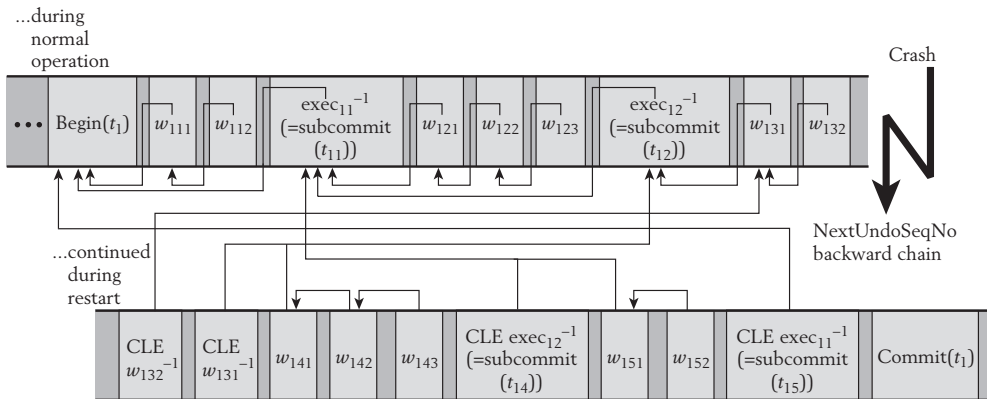 ...during
normal
operation
Crash
••• Begin(t₁) w₁₁₁ w₁₁₂ exec₁₁⁻¹ (=subcommit (t₁₁)) w₁₂₁ w₁₂₂ w₁₂₃ exec₁₂⁻¹ (=subcommit (t₁₂)) w₁₃₁ w₁₃₂
NextUndoSeqNo
backward chain
...continued
during
restart
CLE w₁₃₂⁻¹ CLE w₁₃₁⁻¹ w₁₄₁ w₁₄₂ w₁₄₃ CLE exec₁₂⁻¹ (=subcommit (t₁₄)) w₁₅₁ w₁₅₂ CLE exec₁₁⁻¹ (=subcommit (t₁₅)) Commit(t₁)